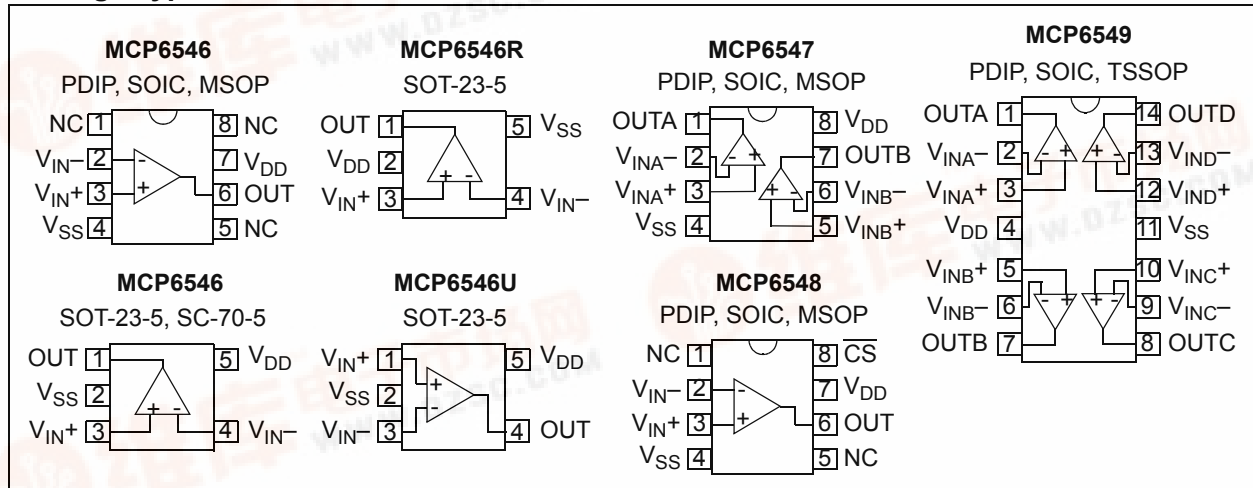 MCP6546
PDIP, SOIC, MSOP
NC 1
V_IN– 2
V_IN+ 3
V_SS 4
8 NC
7 V_DD
6 OUT
5 NC
- +
MCP6546R
SOT-23-5
OUT 1
V_DD 2
V_IN+ 3
5 V_SS
4 V_IN–
+ -
MCP6547
PDIP, SOIC, MSOP
OUTA 1
V_INA– 2
V_INA+ 3
V_SS 4
8 V_DD
7 OUTB
6 V_INB–
5 V_INB+
- +
+ -
MCP6549
PDIP, SOIC, TSSOP
OUTA 1
V_INA– 2
V_INA+ 3
V_DD 4
V_INB+ 5
V_INB– 6
OUTB 7
14 OUTD
13 V_IND–
12 V_IND+
11 V_SS
10 V_INC+
9 V_INC–
8 OUTC
- +
+ -
- +
+ -
MCP6546
SOT-23-5, SC-70-5
OUT 1
V_SS 2
V_IN+ 3
5 V_DD
4 V_IN–
+ -
MCP6546U
SOT-23-5
V_IN+ 1
V_SS 2
V_IN– 3
5 V_DD
4 OUT
+ -
MCP6548
PDIP, SOIC, MSOP
NC 1
V_IN– 2
V_IN+ 3
V_SS 4
8 CS
7 V_DD
6 OUT
5 NC
- +
WWW.DZSC.COM